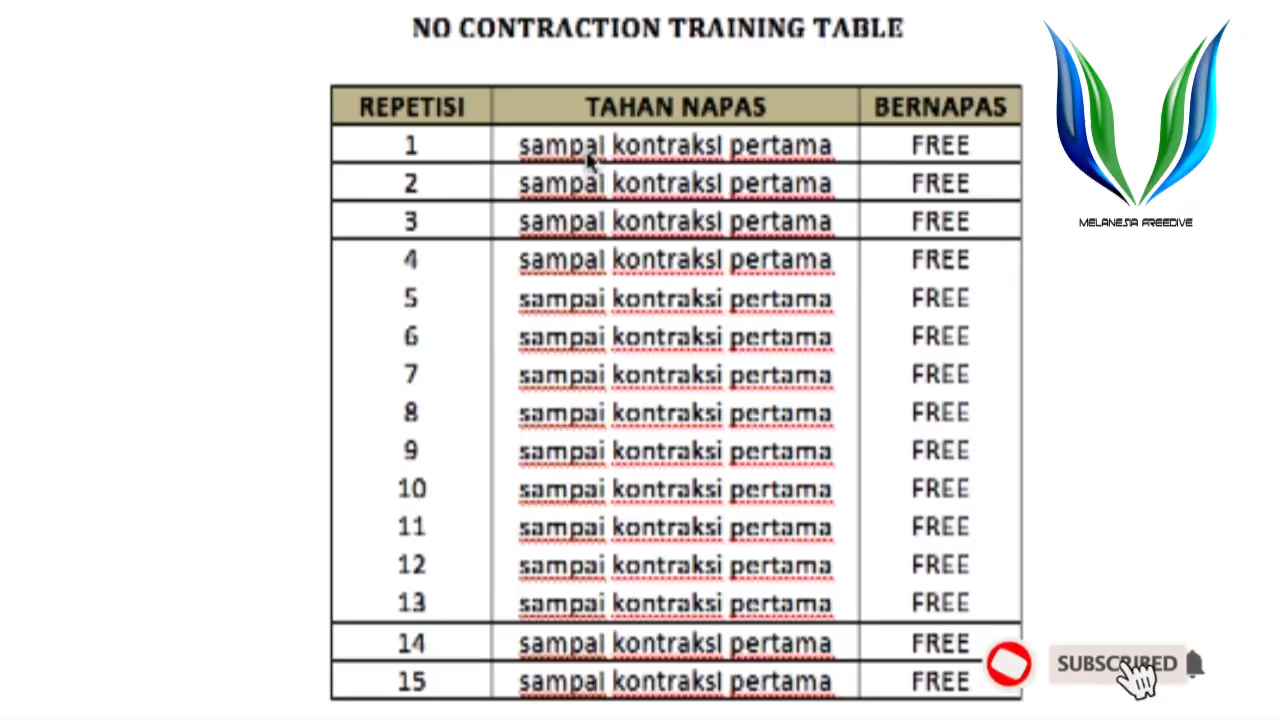 NO CONTRACTION TRAINING TABLE
MELANESIA FREEDIVE
REPETISI TAHAN NAPAS BERNAPAS
1 sampai kontraksi pertama FREE
2 sampai kontraksi pertama FREE
3 sampai kontraksi pertama FREE
4 sampai kontraksi pertama FREE
5 sampai kontraksi pertama FREE
6 sampai kontraksi pertama FREE
7 sampai kontraksi pertama FREE
8 sampai kontraksi pertama FREE
9 sampai kontraksi pertama FREE
10 sampai kontraksi pertama FREE
11 sampai kontraksi pertama FREE
12 sampai kontraksi pertama FREE
13 sampai kontraksi pertama FREE
14 sampai kontraksi pertama FREE
15 sampai kontraksi pertama FREE
SUBSCRIBED